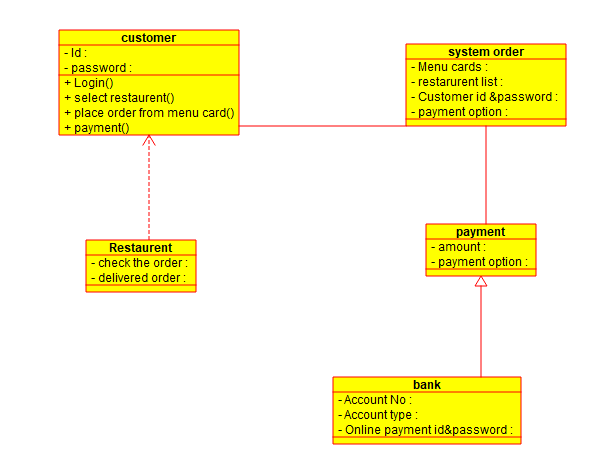 customer
- Id :
- password :
+ Login()
+ select restaurent()
+ place order from menu card()
+ payment()
system order
- Menu cards :
- restarurent list :
- Customer id &password :
- payment option :
Restaurent
- check the order :
- delivered order :
payment
- amount :
- payment option :
bank
- Account No :
- Account type :
- Online payment id&password :